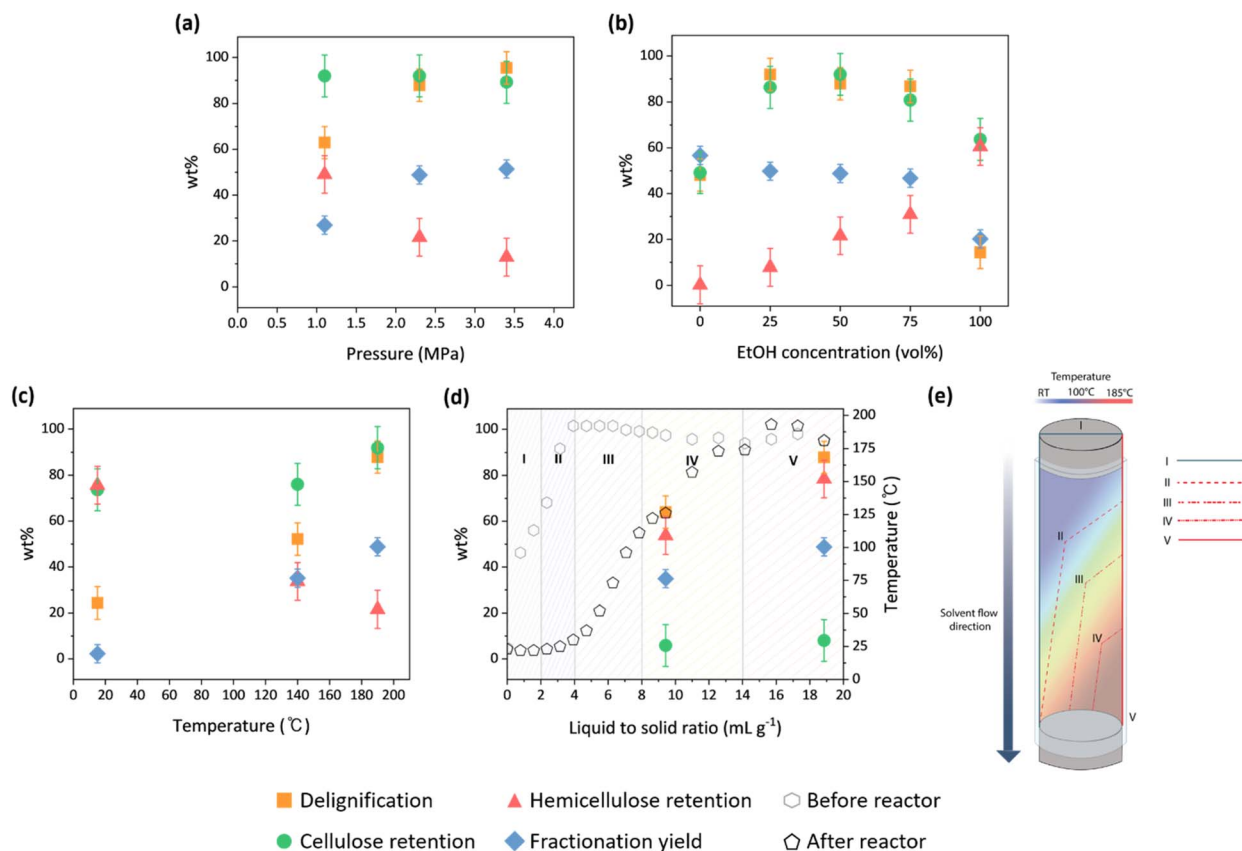 (a)
100
80
60
40
20
0
wt%
0.0 0.5 1.0 1.5 2.0 2.5 3.0 3.5 4.0
Pressure (MPa)
(b)
100
80
60
40
20
0
wt%
0 25 50 75 100
EtOH concentration (vol%)
(c)
100
80
60
40
20
0
wt%
0 20 40 60 80 100 120 140 160 180 200
Temperature (℃)
(d)
100
80
60
40
20
0
wt%
I II III IV V
200
175
150
125
100
75
50
25
0
Temperature (℃)
0 2 4 6 8 10 12 14 16 18 20
Liquid to solid ratio (mL g⁻¹)
(e)
Temperature
RT 100°C 185°C
I
II
III
IV
V
Solvent flow
direction
I
II
III
IV
V
Delignification Hemicellulose retention Before reactor
Cellulose retention Fractionation yield After reactor